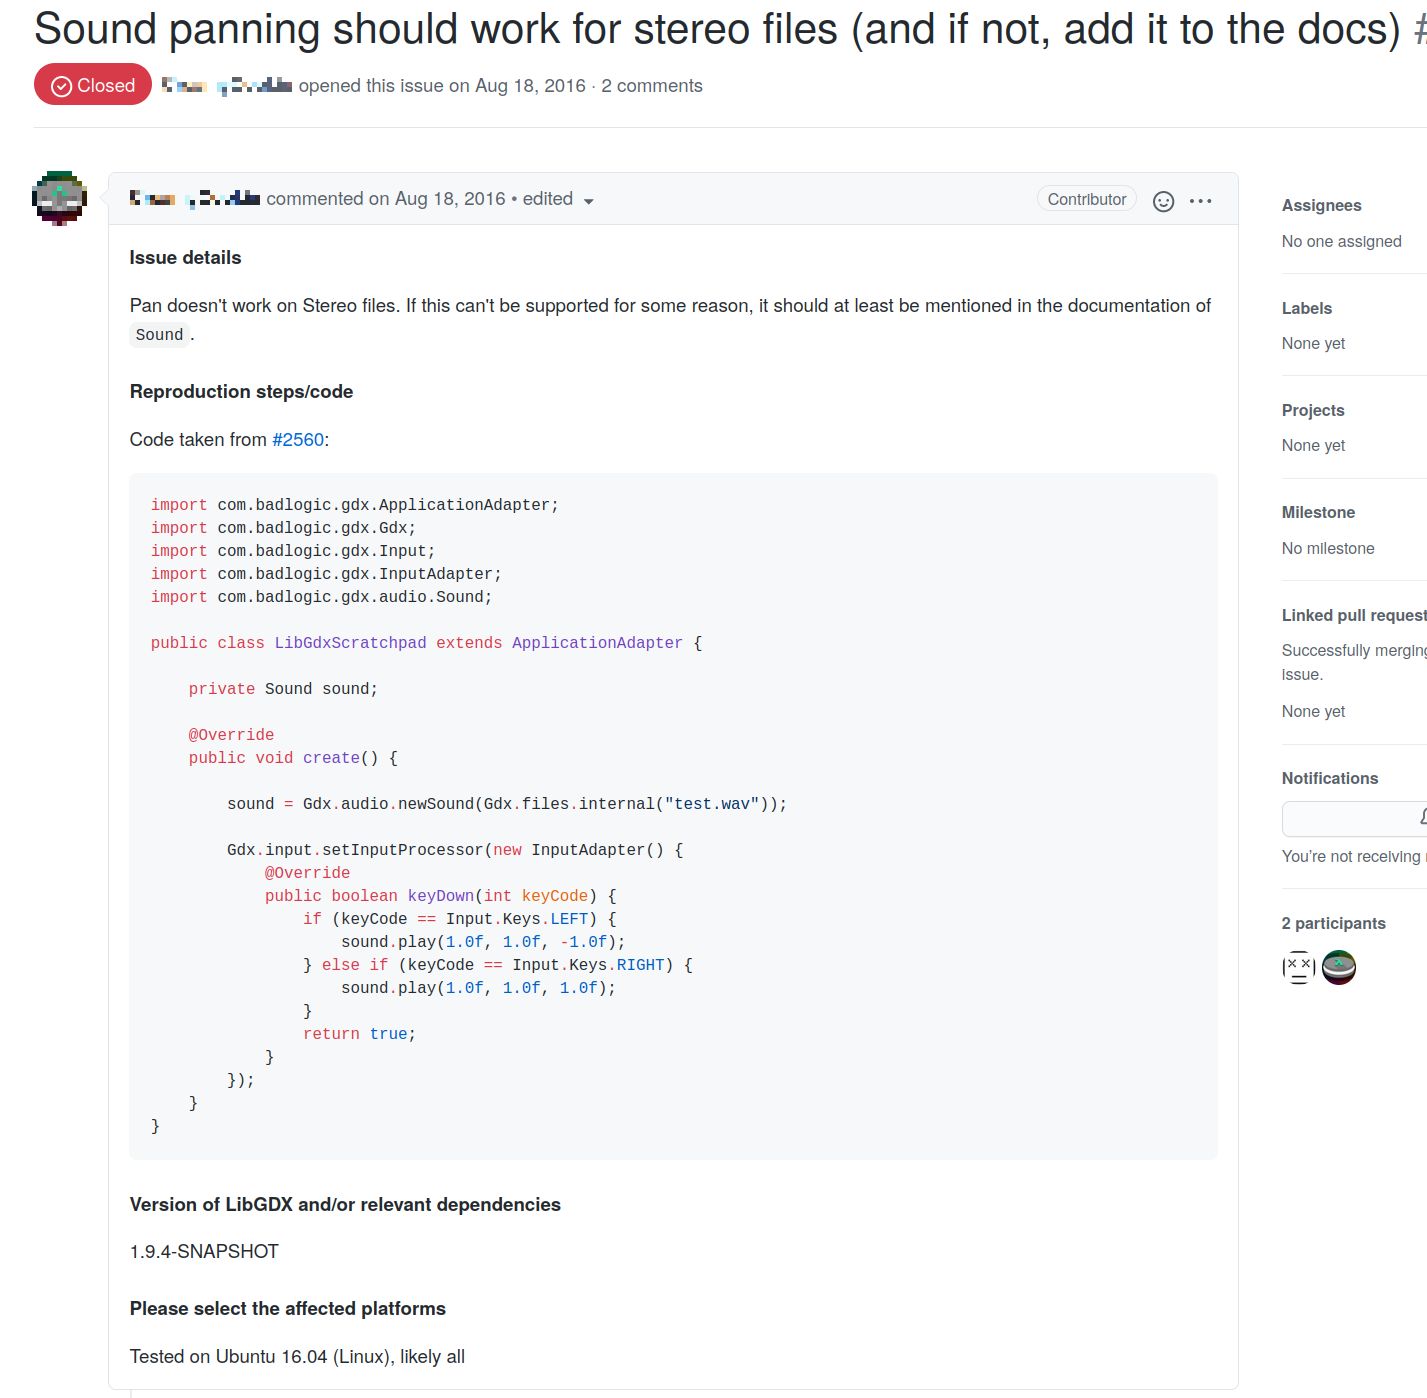 Sound panning should work for stereo files (and if not, add it to the docs) #
Closed opened this issue on Aug 18, 2016 · 2 comments
commented on Aug 18, 2016 • edited
Contributor
Issue details
Pan doesn't work on Stereo files. If this can't be supported for some reason, it should at least be mentioned in the documentation of
Sound .
Reproduction steps/code
Code taken from #2560:
import com.badlogic.gdx.ApplicationAdapter;
import com.badlogic.gdx.Gdx;
import com.badlogic.gdx.Input;
import com.badlogic.gdx.InputAdapter;
import com.badlogic.gdx.audio.Sound;
public class LibGdxScratchpad extends ApplicationAdapter {
private Sound sound;
@Override
public void create() {
sound = Gdx.audio.newSound(Gdx.files.internal("test.wav"));
Gdx.input.setInputProcessor(new InputAdapter() {
@Override
public boolean keyDown(int keyCode) {
if (keyCode == Input.Keys.LEFT) {
sound.play(1.0f, 1.0f, -1.0f);
} else if (keyCode == Input.Keys.RIGHT) {
sound.play(1.0f, 1.0f, 1.0f);
}
return true;
}
});
}
}
Version of LibGDX and/or relevant dependencies
1.9.4-SNAPSHOT
Please select the affected platforms
Tested on Ubuntu 16.04 (Linux), likely all
Assignees
No one assigned
Labels
None yet
Projects
None yet
Milestone
No milestone
Linked pull request
Successfully merging
issue.
None yet
Notifications
You're not receiving
2 participants